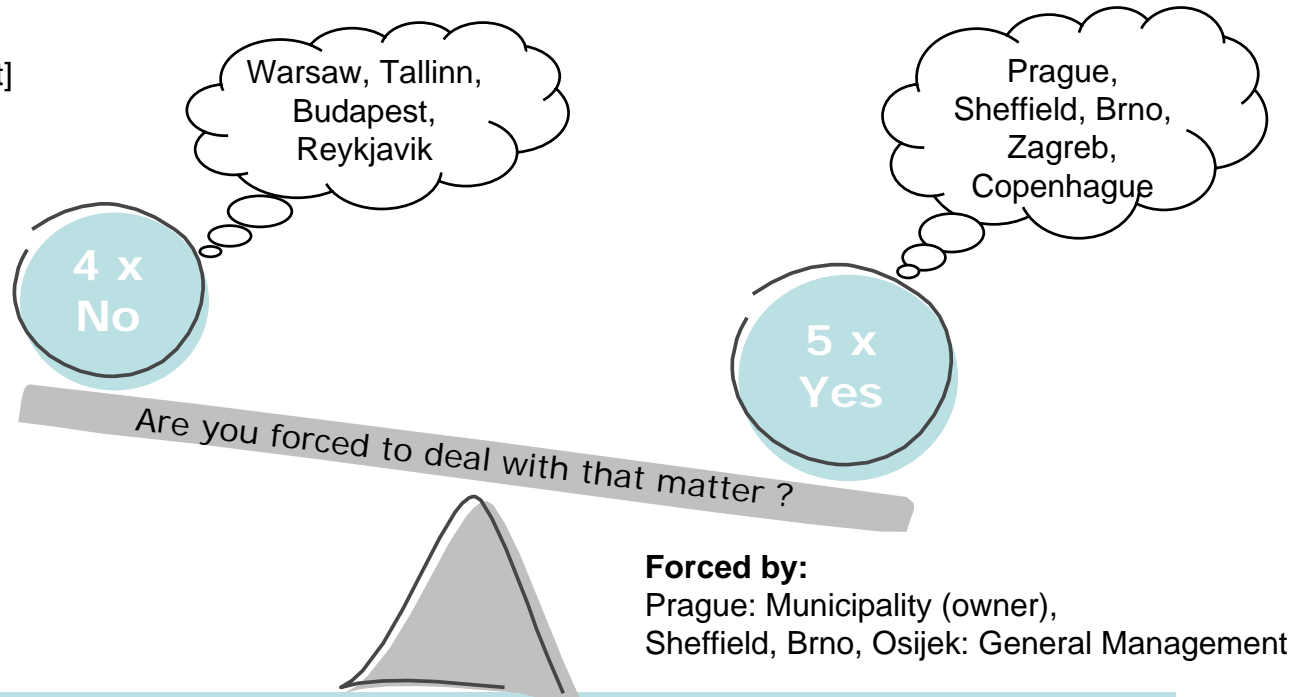 t]
Warsaw, Tallinn,
Budapest,
Reykjavik
Prague,
Sheffield, Brno,
Zagreb,
Copenhague
4 x
No
5 x
Yes
Are you forced to deal with that matter ?
Forced by:
Prague: Municipality (owner),
Sheffield, Brno, Osijek: General Management